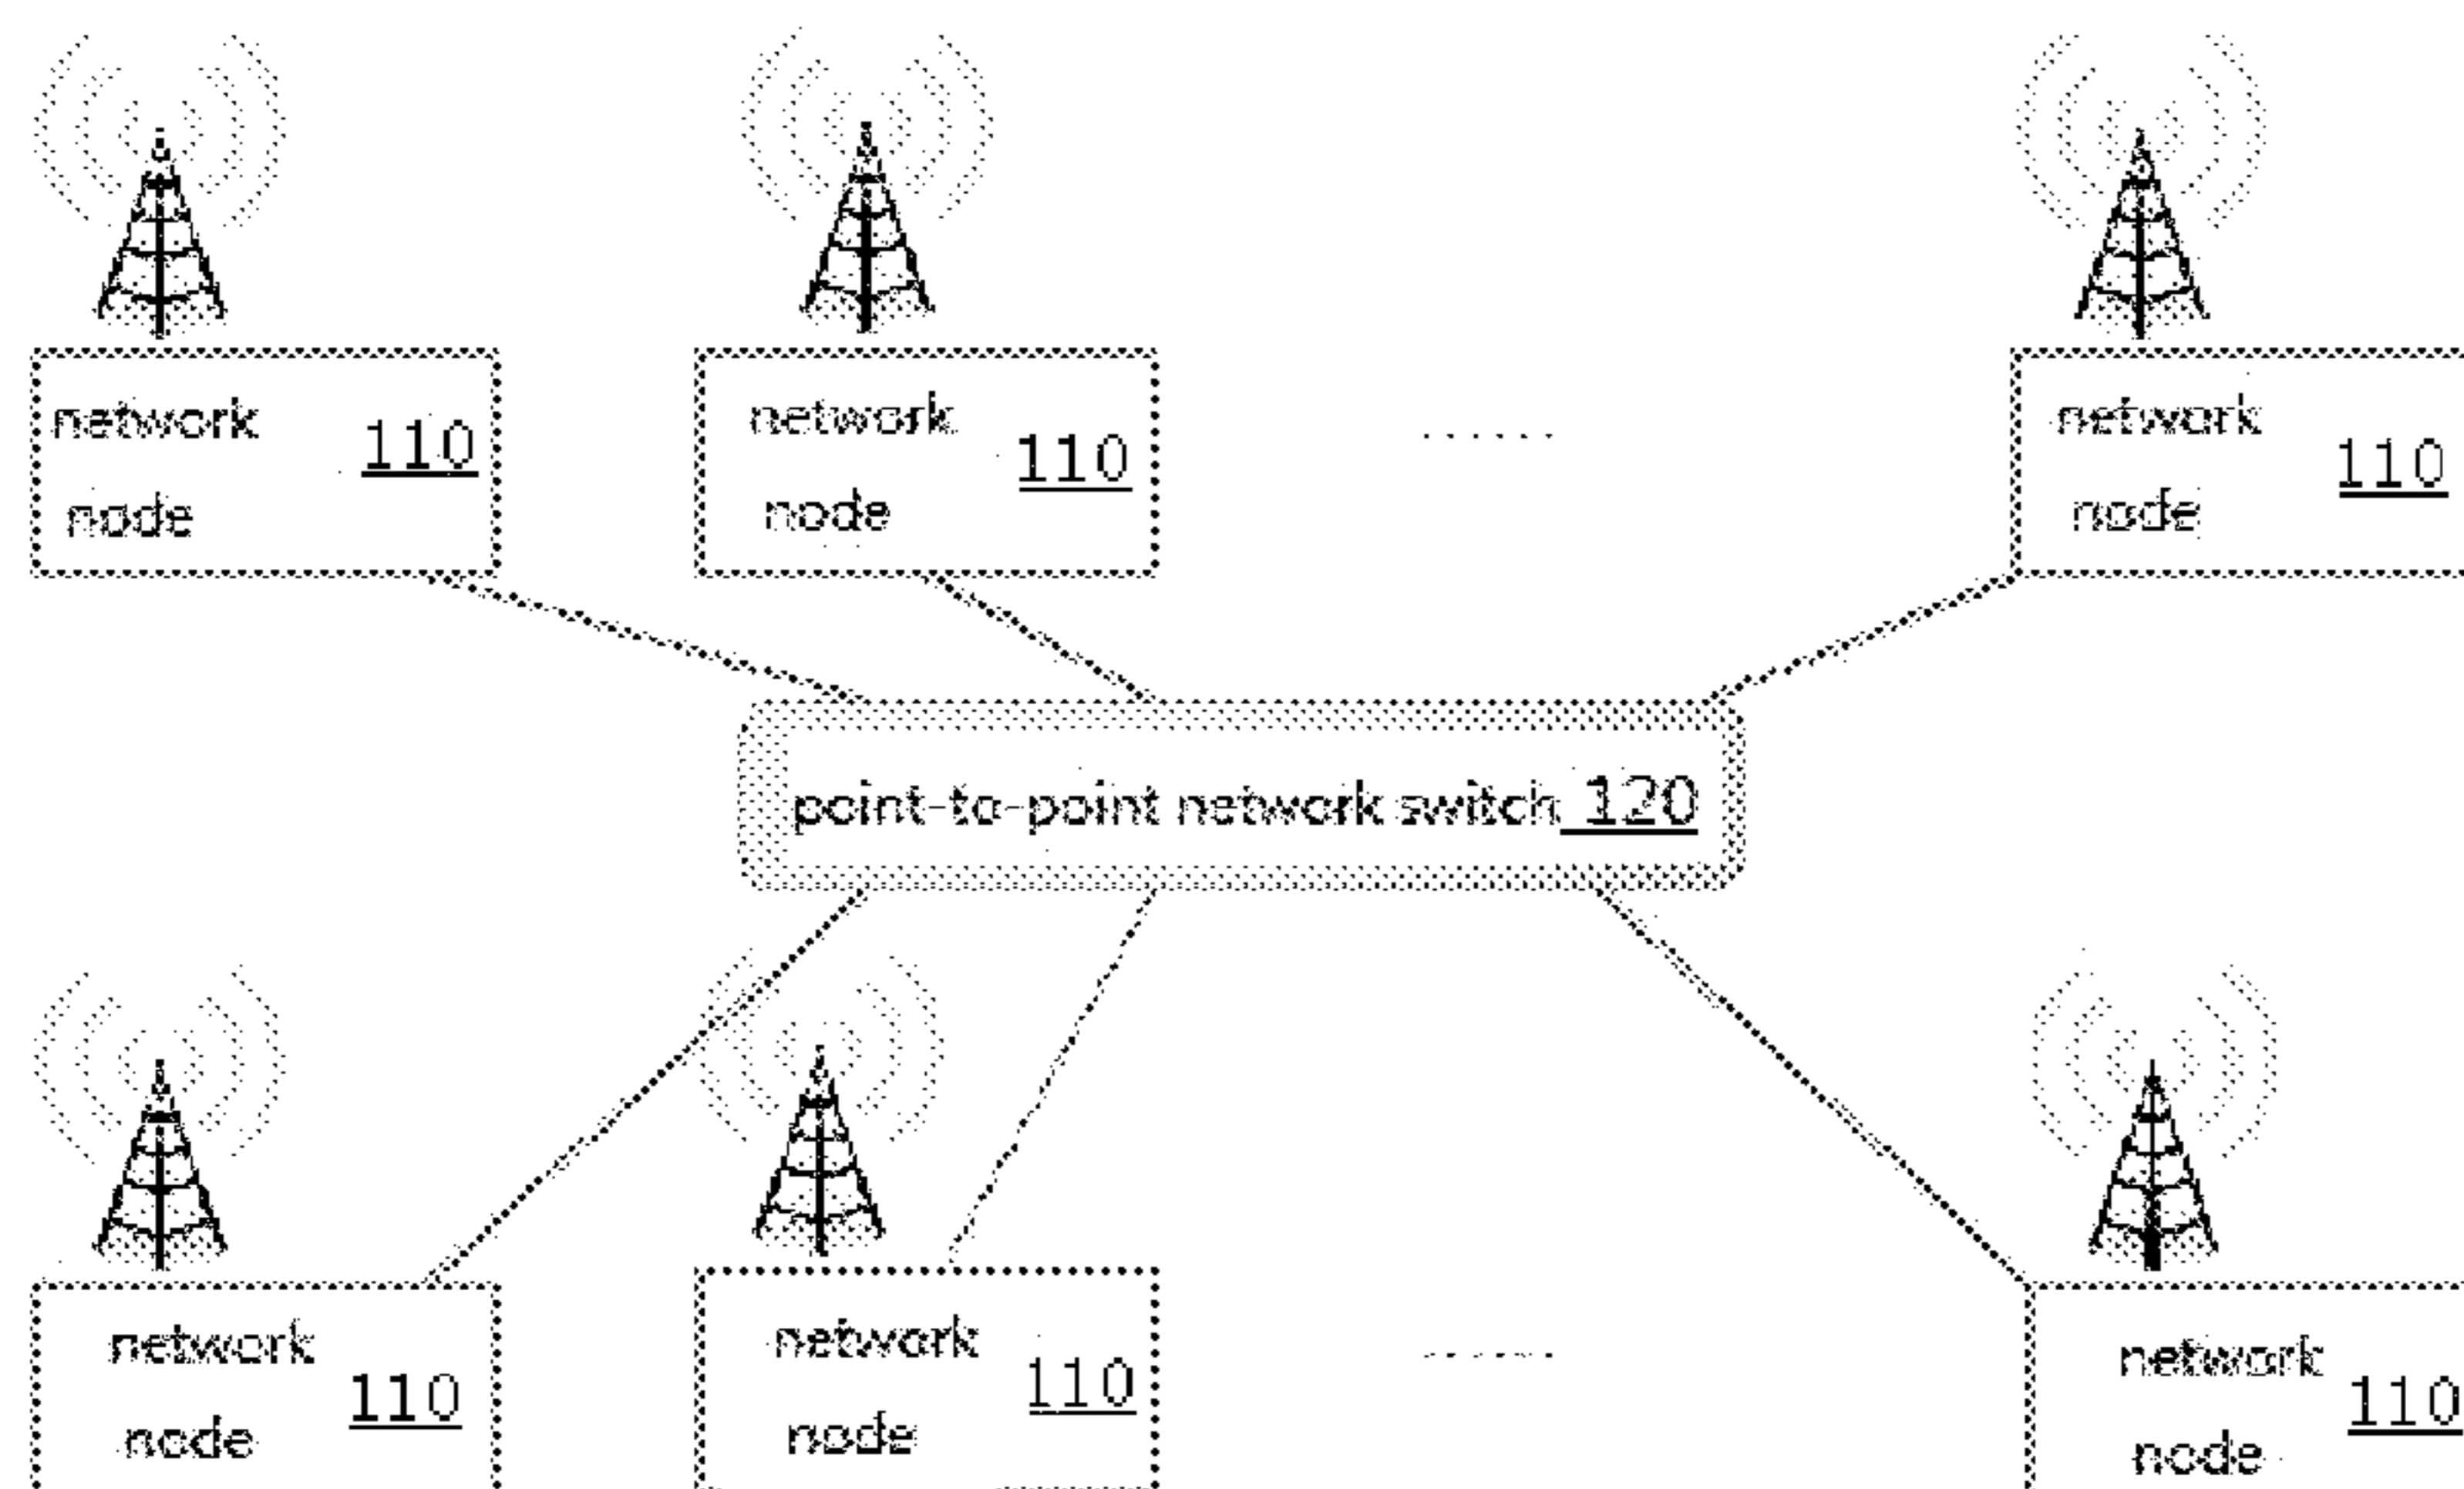 network
110
node
network
110
node
......
network
110
node
point-to-point network switch 120
network
110
node
network
110
node
......
network
110
node